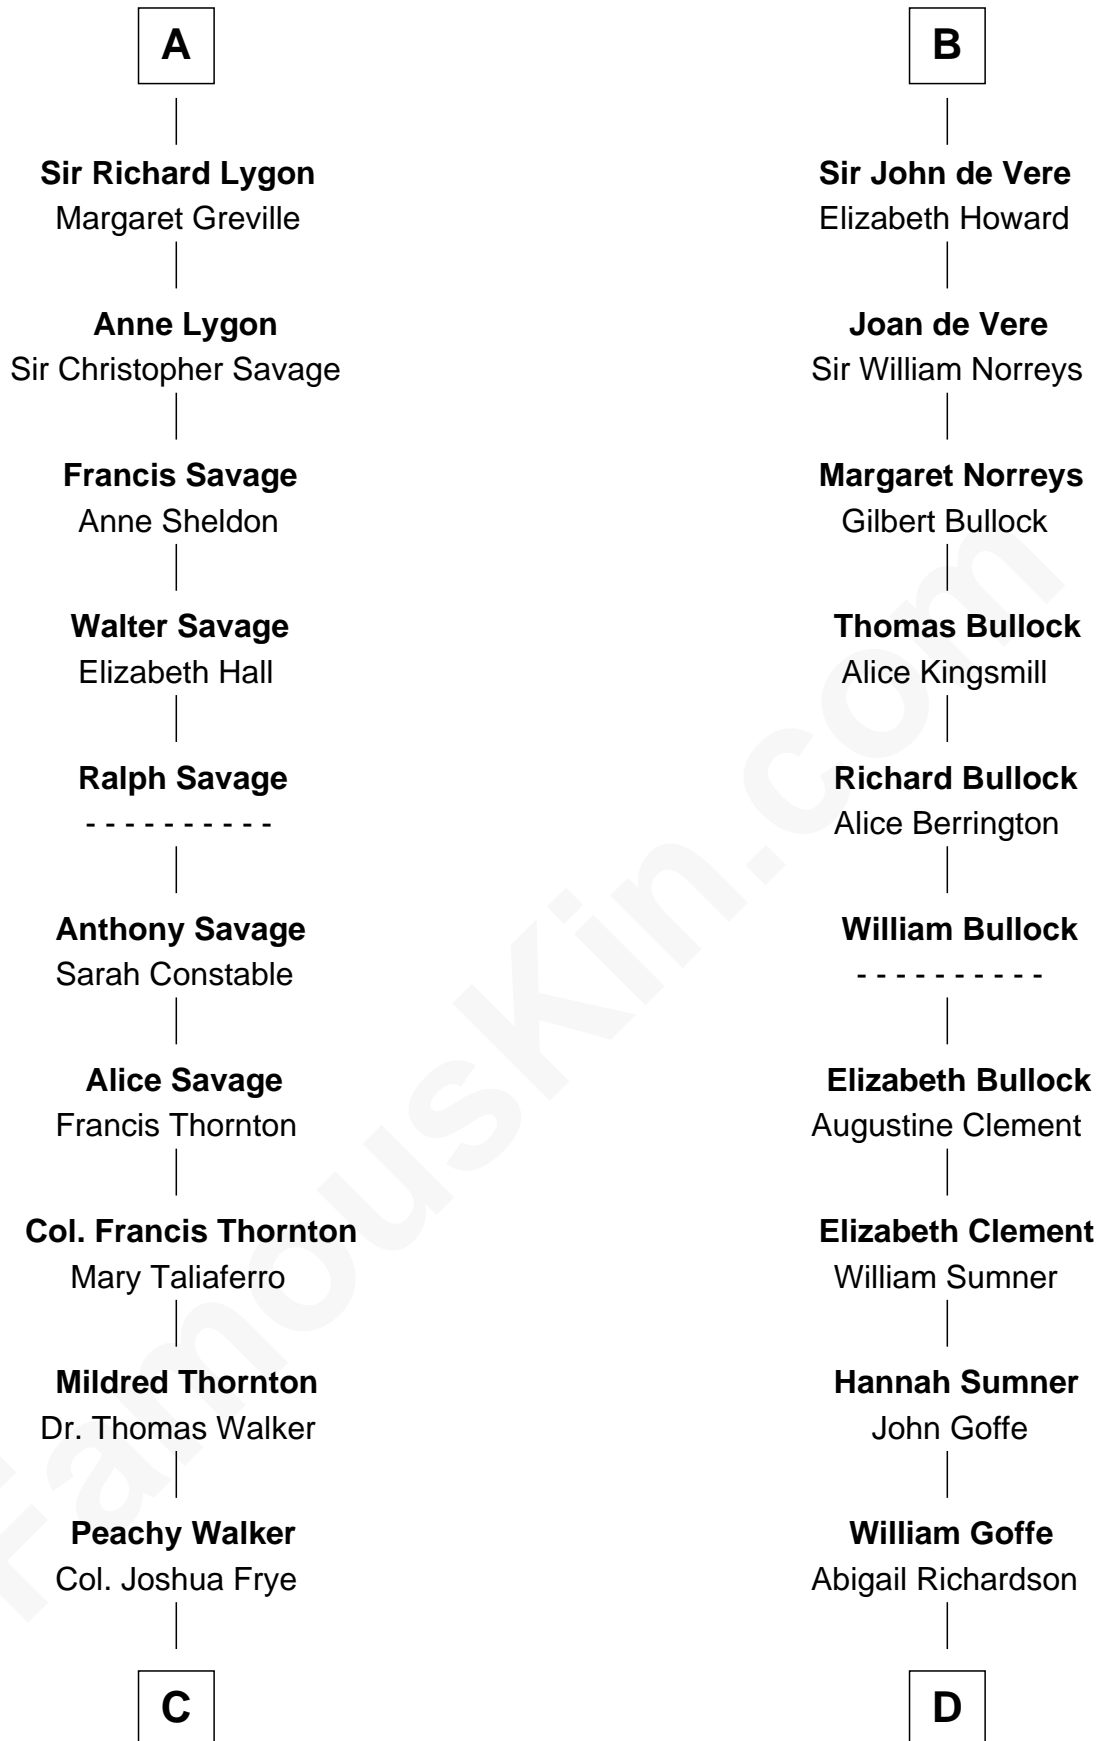 A
Sir Richard Lygon
Margaret Greville
Anne Lygon
Sir Christopher Savage
Francis Savage
Anne Sheldon
Walter Savage
Elizabeth Hall
Ralph Savage
- - - - - - - - - -
Anthony Savage
Sarah Constable
Alice Savage
Francis Thornton
Col. Francis Thornton
Mary Taliaferro
Mildred Thornton
Dr. Thomas Walker
Peachy Walker
Col. Joshua Frye
C
B
Sir John de Vere
Elizabeth Howard
Joan de Vere
Sir William Norreys
Margaret Norreys
Gilbert Bullock
Thomas Bullock
Alice Kingsmill
Richard Bullock
Alice Berrington
William Bullock
- - - - - - - - - -
Elizabeth Bullock
Augustine Clement
Elizabeth Clement
William Sumner
Hannah Sumner
John Goffe
William Goffe
Abigail Richardson
D
FamousKin.com